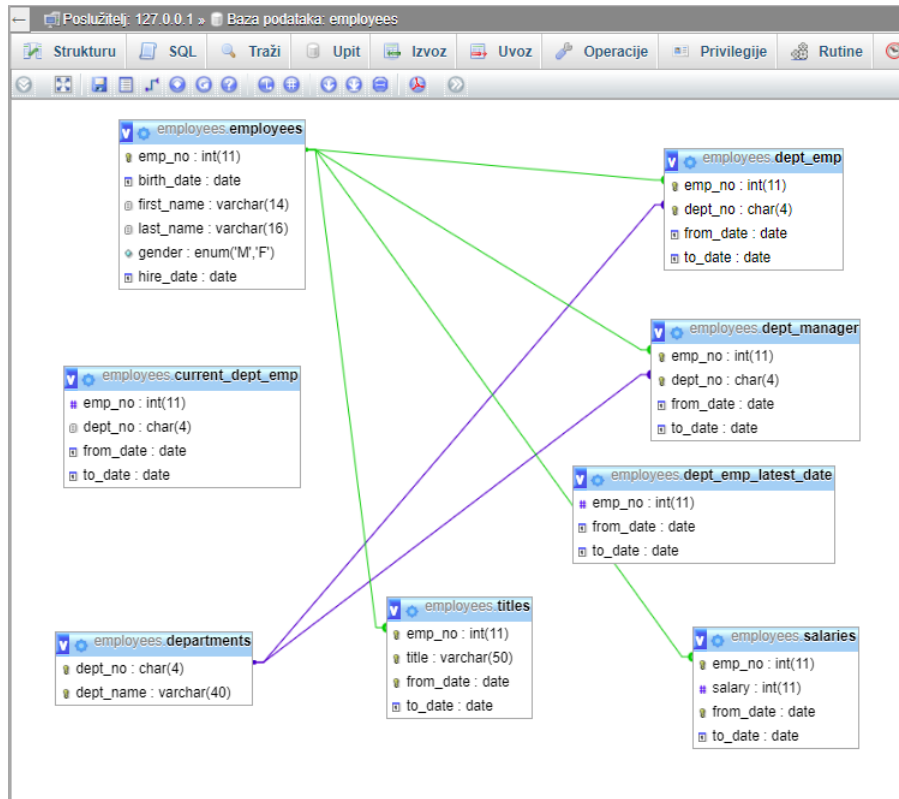 Poslužitelj: 127.0.0.1 » Baza podataka: employees
Strukturu SQL Traži Upit Izvoz Uvoz Operacije Privilegije Rutine
employees.employees
emp_no : int(11)
birth_date : date
first_name : varchar(14)
last_name : varchar(16)
gender : enum('M','F')
hire_date : date
employees.dept_emp
emp_no : int(11)
dept_no : char(4)
from_date : date
to_date : date
employees.dept_manager
emp_no : int(11)
dept_no : char(4)
from_date : date
to_date : date
employees.current_dept_emp
emp_no : int(11)
dept_no : char(4)
from_date : date
to_date : date
employees.dept_emp_latest_date
emp_no : int(11)
from_date : date
to_date : date
employees.titles
emp_no : int(11)
title : varchar(50)
from_date : date
to_date : date
employees.departments
dept_no : char(4)
dept_name : varchar(40)
employees.salaries
emp_no : int(11)
salary : int(11)
from_date : date
to_date : date